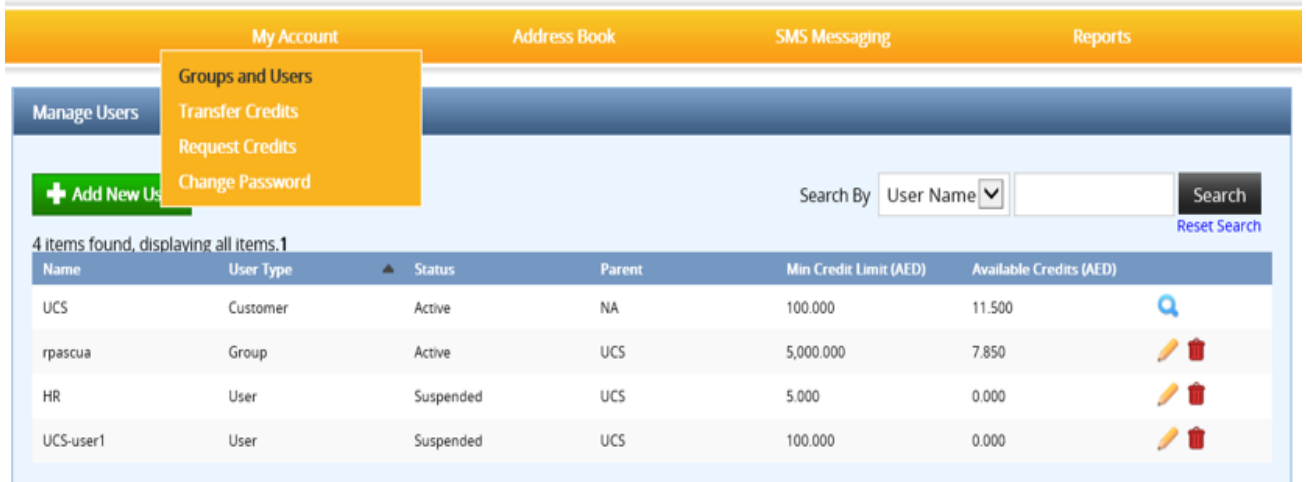 My Account Address Book SMS Messaging Reports
Groups and Users
Manage Users Transfer Credits
Request Credits
Change Password
Add New Us Search By User Name Search
Reset Search
4 items found, displaying all items.1
Name User Type Status Parent Min Credit Limit (AED) Available Credits (AED)
UCS Customer Active NA 100.000 11.500
rpascua Group Active UCS 5,000.000 7.850
HR User Suspended UCS 5.000 0.000
UCS-user1 User Suspended UCS 100.000 0.000